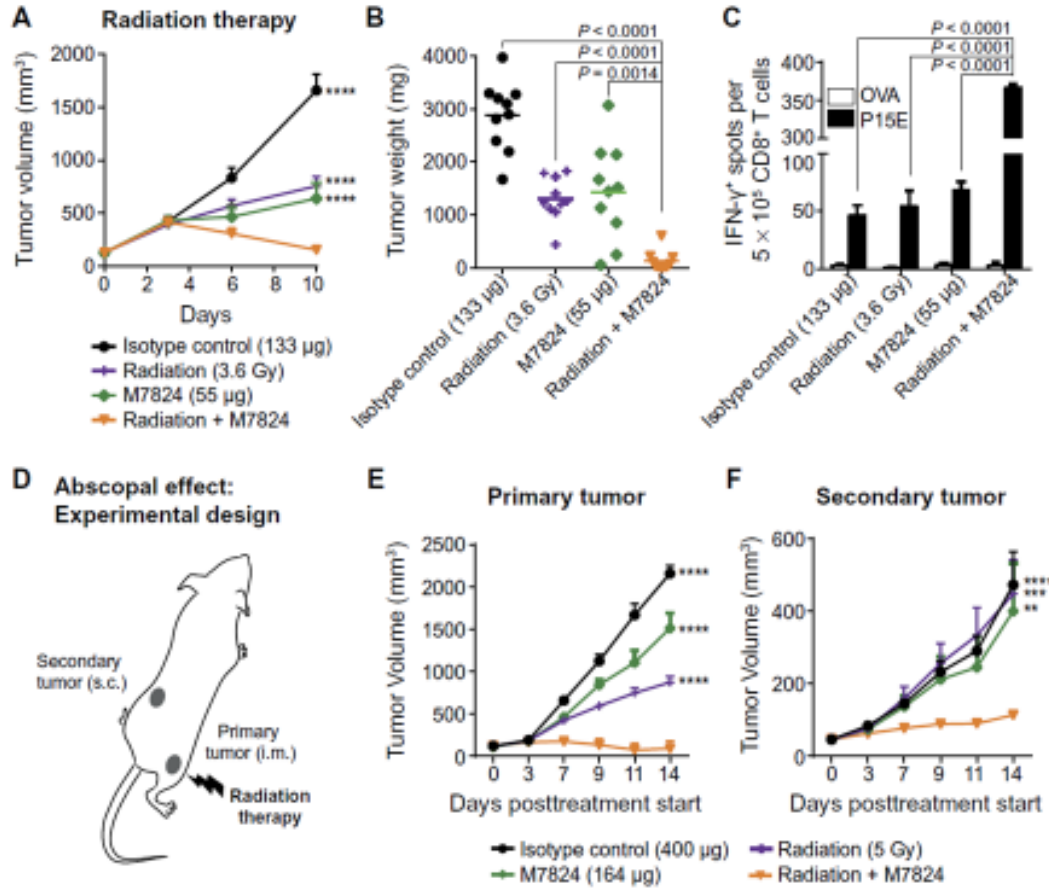 A Radiation therapy
Tumor volume (mm³)
2000
1500
1000
500
0
0 2 4 6 8 10
Days
****
****
****
Isotype control (133 µg)
Radiation (3.6 Gy)
M7824 (55 µg)
Radiation + M7824
B
P < 0.0001
P < 0.0001
P = 0.0014
Tumor weight (mg)
4000
3000
2000
1000
0
Isotype control (133 µg)
Radiation (3.6 Gy)
M7824 (55 µg)
Radiation + M7824
C
P < 0.0001
P < 0.0001
P < 0.0001
OVA
P15E
IFN-γ⁺ spots per
5 × 10⁵ CD8⁺ T cells
400
380
360
100
50
0
Isotype control (133 µg)
Radiation (3.6 Gy)
M7824 (55 µg)
Radiation + M7824
D Abscopal effect:
Experimental design
Secondary
tumor (s.c.)
Primary
tumor (i.m.)
Radiation
therapy
E Primary tumor
Tumor Volume (mm³)
2500
2000
1500
1000
500
0
0 3 7 9 11 14
Days posttreatment start
****
****
****
F Secondary tumor
Tumor Volume (mm³)
600
400
200
0
0 3 7 9 11 14
Days posttreatment start
****
***
**
Isotype control (400 µg)
M7824 (164 µg)
Radiation (5 Gy)
Radiation + M7824